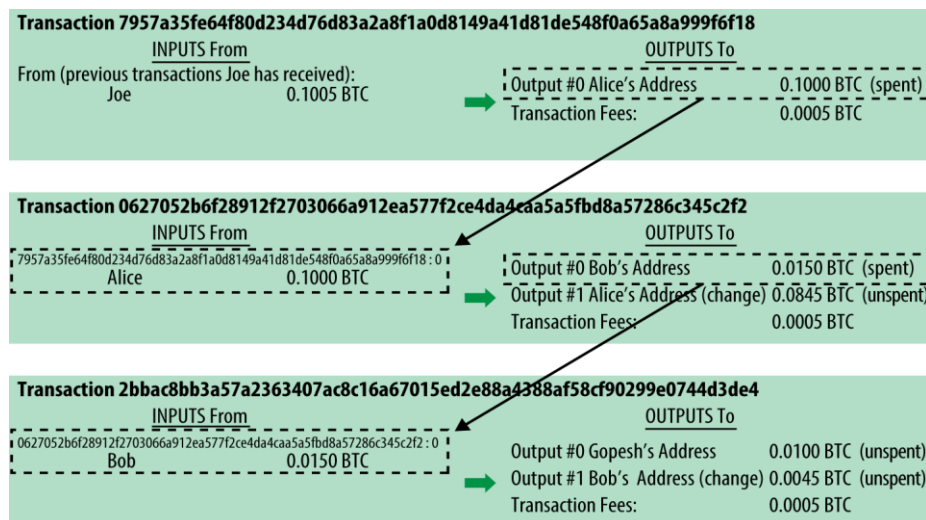 Transaction 7957a35fe64f80d234d76d83a2a8f1a0d8149a41d81de548f0a65a8a999f6f18
INPUTS From
OUTPUTS To
From (previous transactions Joe has received):
Joe 0.1005 BTC
Output #0 Alice's Address 0.1000 BTC (spent)
Transaction Fees: 0.0005 BTC
Transaction 0627052b6f28912f2703066a912ea577f2ce4da4caa5a5fbd8a57286c345c2f2
INPUTS From
OUTPUTS To
7957a35fe64f80d234d76d83a2a8f1a0d8149a41d81de548f0a65a8a999f6f18 : 0
Alice 0.1000 BTC
Output #0 Bob's Address 0.0150 BTC (spent)
Output #1 Alice's Address (change) 0.0845 BTC (unspent)
Transaction Fees: 0.0005 BTC
Transaction 2bbac8bb3a57a2363407ac8c16a67015ed2e88a4388af58cf90299e0744d3de4
INPUTS From
OUTPUTS To
0627052b6f28912f2703066a912ea577f2ce4da4caa5a5fbd8a57286c345c2f2 : 0
Bob 0.0150 BTC
Output #0 Gopesh's Address 0.0100 BTC (unspent)
Output #1 Bob's Address (change) 0.0045 BTC (unspent)
Transaction Fees: 0.0005 BTC